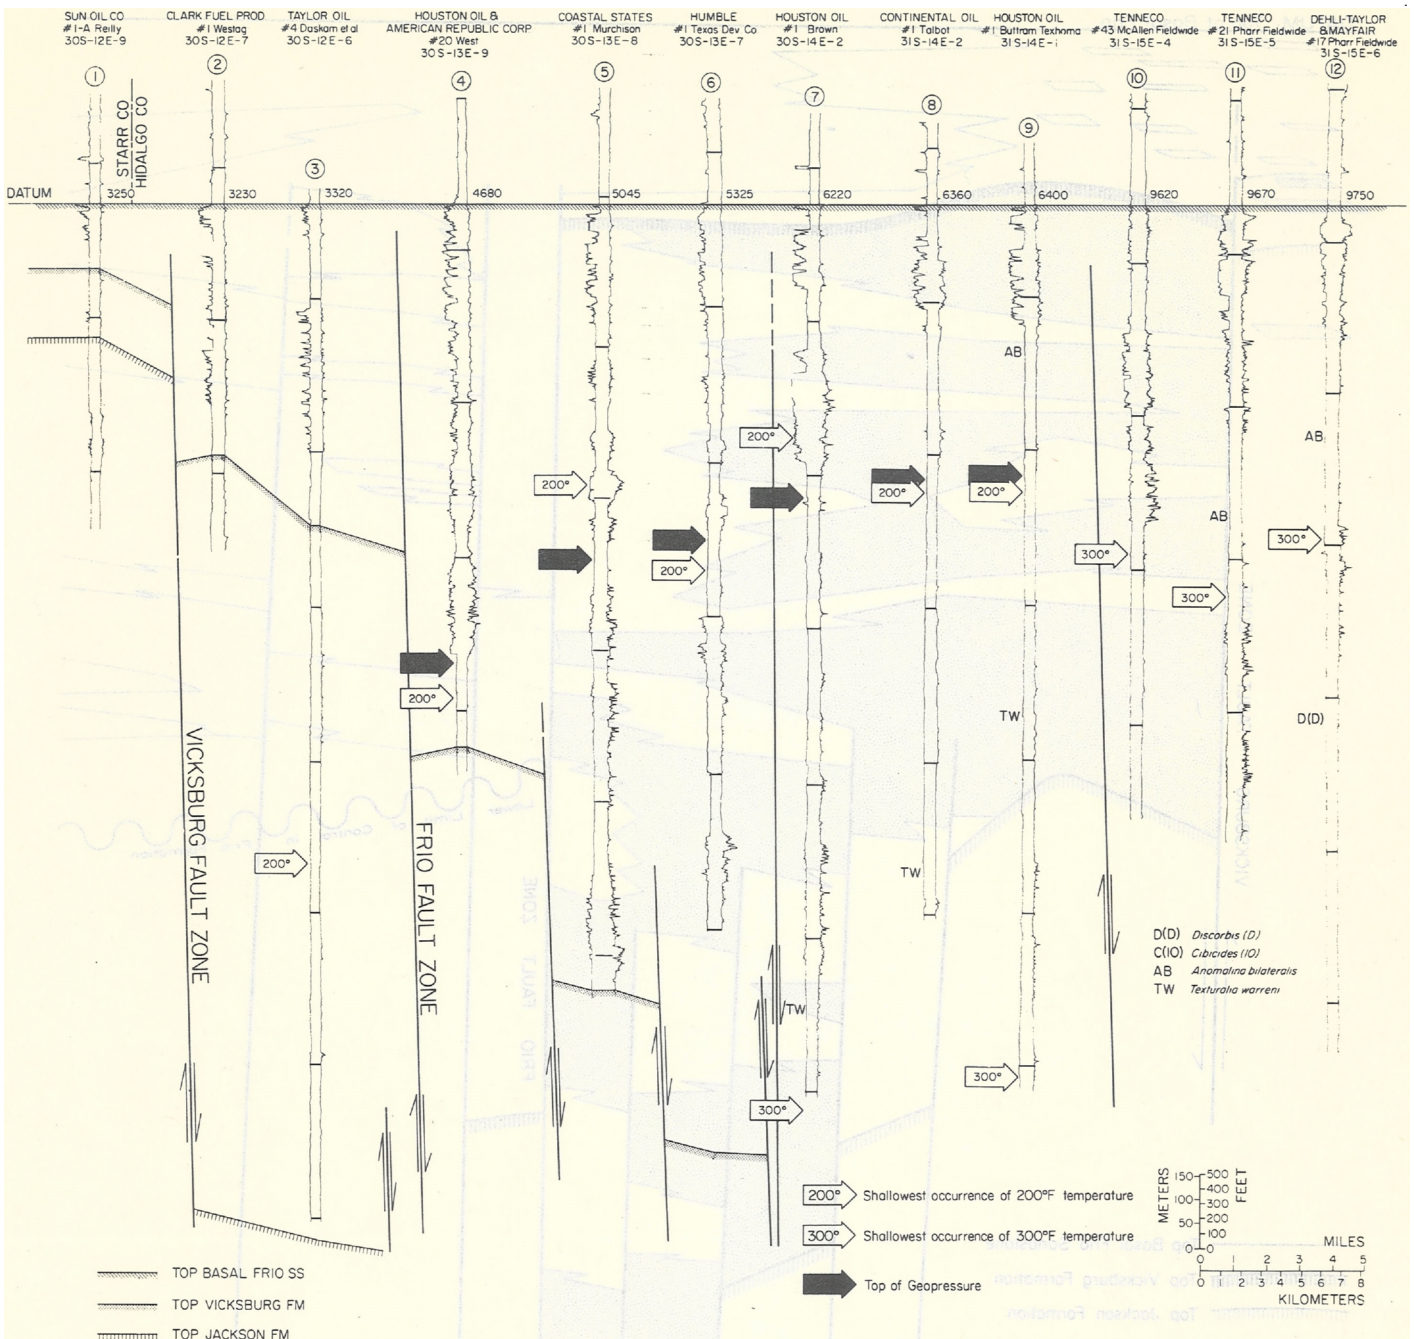 SUN OIL CO
#1-A Reilly
30S-12E-9
CLARK FUEL PROD.
#1 Westag
30S-12E-7
TAYLOR OIL
#4 Daskam et al
30S-12E-6
HOUSTON OIL &
AMERICAN REPUBLIC CORP
#20 West
30S-13E-9
COASTAL STATES
#1 Murchison
30S-13E-8
HUMBLE
#1 Texas Dev Co
30S-13E-7
HOUSTON OIL
#1 Brown
30S-14E-2
CONTINENTAL OIL
#1 Talbot
31S-14E-2
HOUSTON OIL
#1 Buttram Texhoma
31S-14E-1
TENNECO
#43 McAllen Fieldwide
31S-15E-4
TENNECO
#21 Pharr Fieldwide
31S-15E-5
DEHLI-TAYLOR
& MAYFAIR
#17 Pharr Fieldwide
31S-15E-6
1
2
3
4
5
6
7
8
9
10
11
12
STARR CO
HIDALGO CO
DATUM 3250 3230 3320 4680 5045 5325 6220 6360 6400 9620 9670 9750
AB
AB
200°
200°
200°
200°
AB
300°
300°
200°
300°
200°
TW
D(D)
VICKSBURG FAULT ZONE
FRIO FAULT ZONE
200°
TW
D(D) Discorbis (D)
C(10) Cibicides (10)
AB Anomalina bilateralis
TW Texturalia warreni
TW
300°
300°
200° Shallowest occurrence of 200°F temperature
300° Shallowest occurrence of 300°F temperature
Top of Geopressure
METERS
150
100
50
0
500
400
300
200
100
0
FEET
MILES
0 1 2 3 4 5
0 1 2 3 4 5 6 7 8
KILOMETERS
TOP BASAL FRIO SS
TOP VICKSBURG FM
TOP JACKSON FM